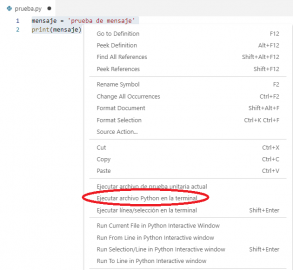 prueba.py
1 mensaje = 'prueba de mensaje'
2 print(mensaje)
Go to Definition F12
Peek Definition Alt+F12
Find All References Shift+Alt+F12
Peek References Shift+F12
Rename Symbol F2
Change All Occurrences Ctrl+F2
Format Document Shift+Alt+F
Format Selection Ctrl+K Ctrl+F
Source Action...
Cut Ctrl+X
Copy Ctrl+C
Paste Ctrl+V
Ejecutar archivo de prueba unitaria actual
Ejecutar archivo Python en la terminal
Ejecutar línea/selección en la terminal Shift+Enter
Run Current File in Python Interactive Window
Run From Line in Python Interactive window
Run Selection/Line in Python Interactive window Shift+Enter
Run To Line in Python Interactive window